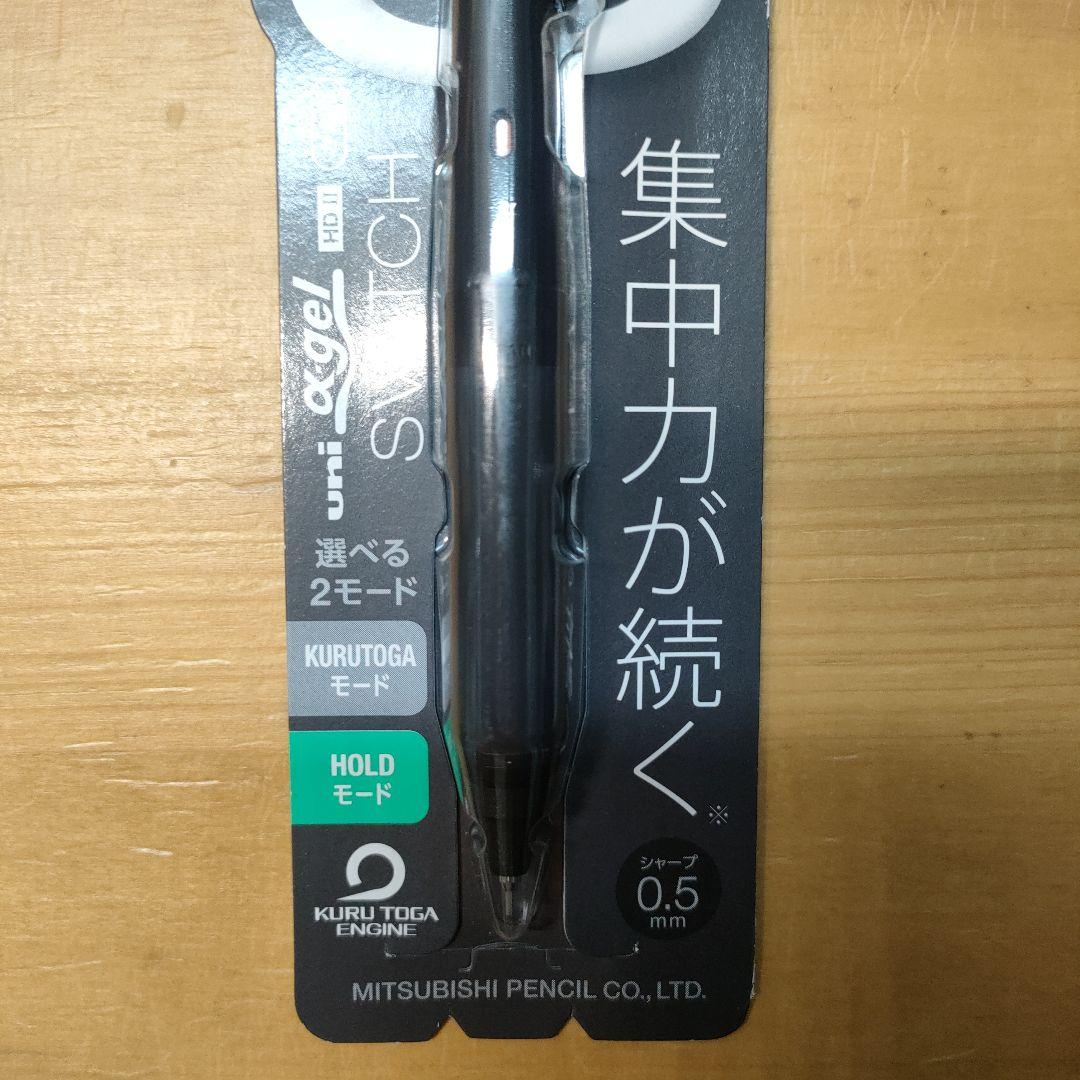 uni αgel HD II
SWITCH
選べる
2モード
KURUTOGA
モード
HOLD
モード
KURU TOGA
ENGINE
集中力が続く※
シャープ
0.5
mm
MITSUBISHI PENCIL CO., LTD.